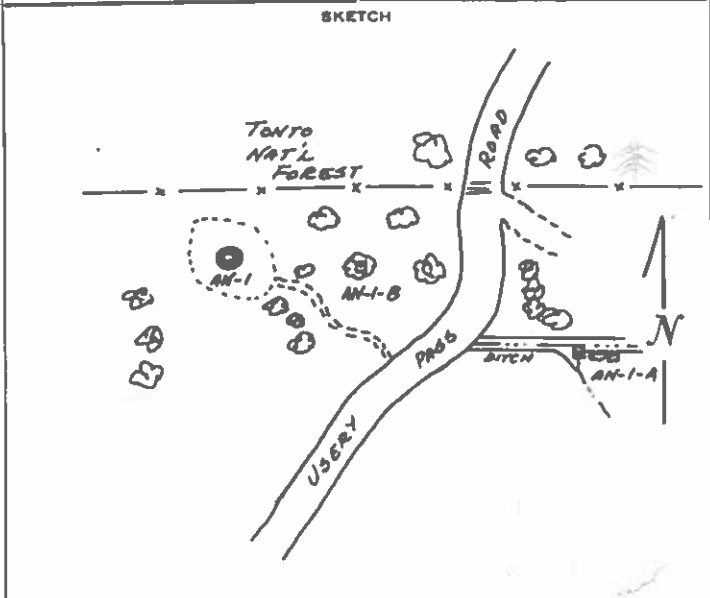 SKETCH
TONTO
NAT'L
FOREST
ROAD
AN-1
AN-1-B
N
PASS
DITCH
AN-1-A
USERY